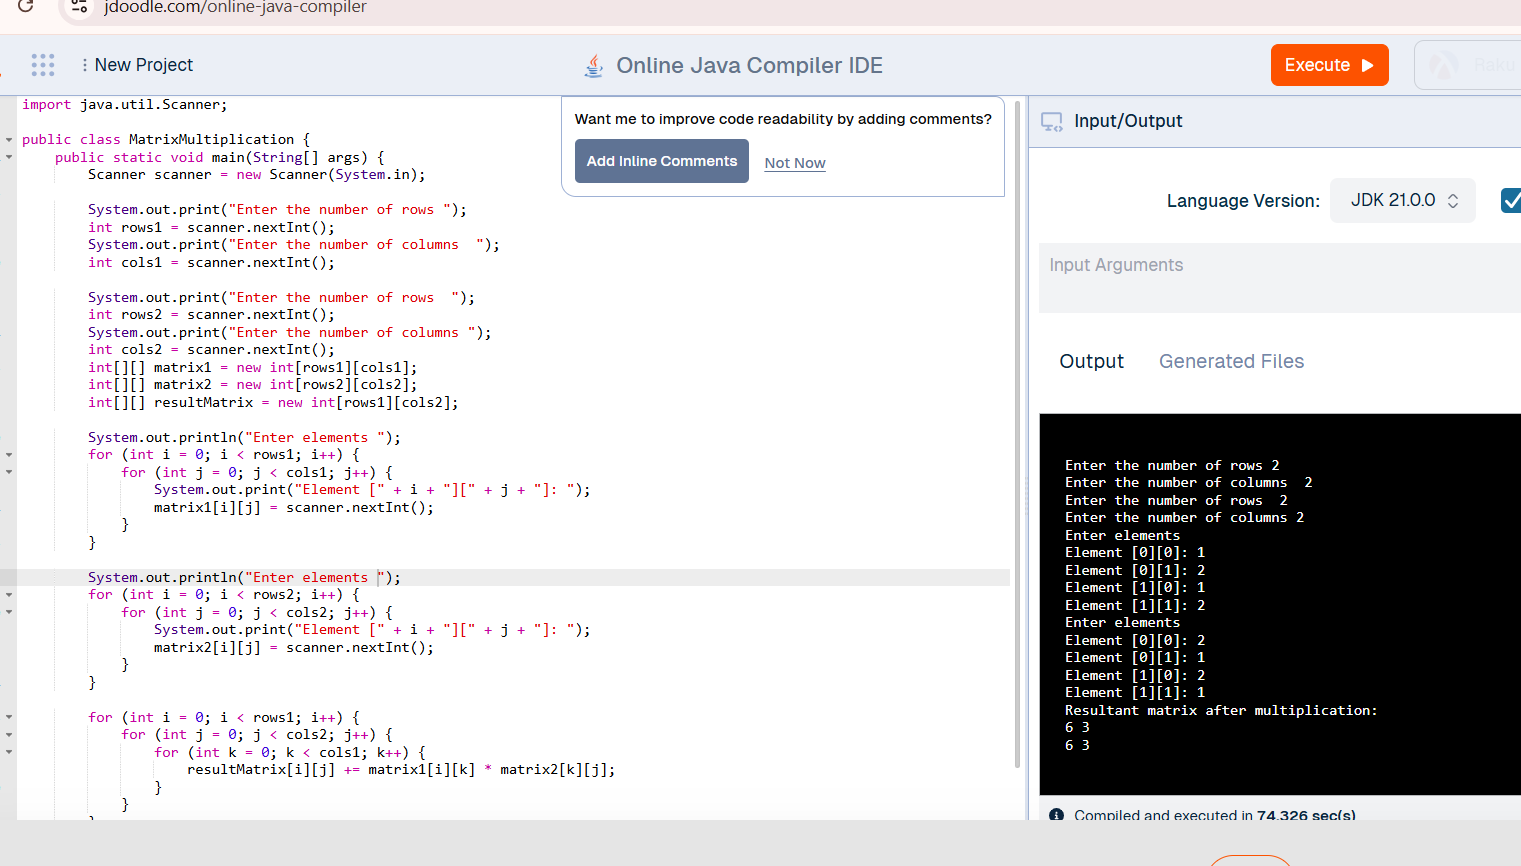 jdoodle.com/online-java-compiler
New Project
Online Java Compiler IDE
Execute
import java.util.Scanner;
public class MatrixMultiplication {
    public static void main(String[] args) {
        Scanner scanner = new Scanner(System.in);
        System.out.print("Enter the number of rows ");
        int rows1 = scanner.nextInt();
        System.out.print("Enter the number of columns  ");
        int cols1 = scanner.nextInt();
        System.out.print("Enter the number of rows  ");
        int rows2 = scanner.nextInt();
        System.out.print("Enter the number of columns ");
        int cols2 = scanner.nextInt();
        int[][] matrix1 = new int[rows1][cols1];
        int[][] matrix2 = new int[rows2][cols2];
        int[][] resultMatrix = new int[rows1][cols2];
        System.out.println("Enter elements ");
        for (int i = 0; i < rows1; i++) {
            for (int j = 0; j < cols1; j++) {
                System.out.print("Element [" + i + "][" + j + "]: ");
                matrix1[i][j] = scanner.nextInt();
            }
        }
        System.out.println("Enter elements ");
        for (int i = 0; i < rows2; i++) {
            for (int j = 0; j < cols2; j++) {
                System.out.print("Element [" + i + "][" + j + "]: ");
                matrix2[i][j] = scanner.nextInt();
            }
        }
        for (int i = 0; i < rows1; i++) {
            for (int j = 0; j < cols2; j++) {
                for (int k = 0; k < cols1; k++) {
                    resultMatrix[i][j] += matrix1[i][k] * matrix2[k][j];
                }
            }
Want me to improve code readability by adding comments?
Add Inline Comments
Not Now
Input/Output
Language Version:
JDK 21.0.0
Input Arguments
Output
Generated Files
Enter the number of rows 2
Enter the number of columns  2
Enter the number of rows  2
Enter the number of columns 2
Enter elements
Element [0][0]: 1
Element [0][1]: 2
Element [1][0]: 1
Element [1][1]: 2
Enter elements
Element [0][0]: 2
Element [0][1]: 1
Element [1][0]: 2
Element [1][1]: 1
Resultant matrix after multiplication:
6 3
6 3
Compiled and executed in 74.326 sec(s)